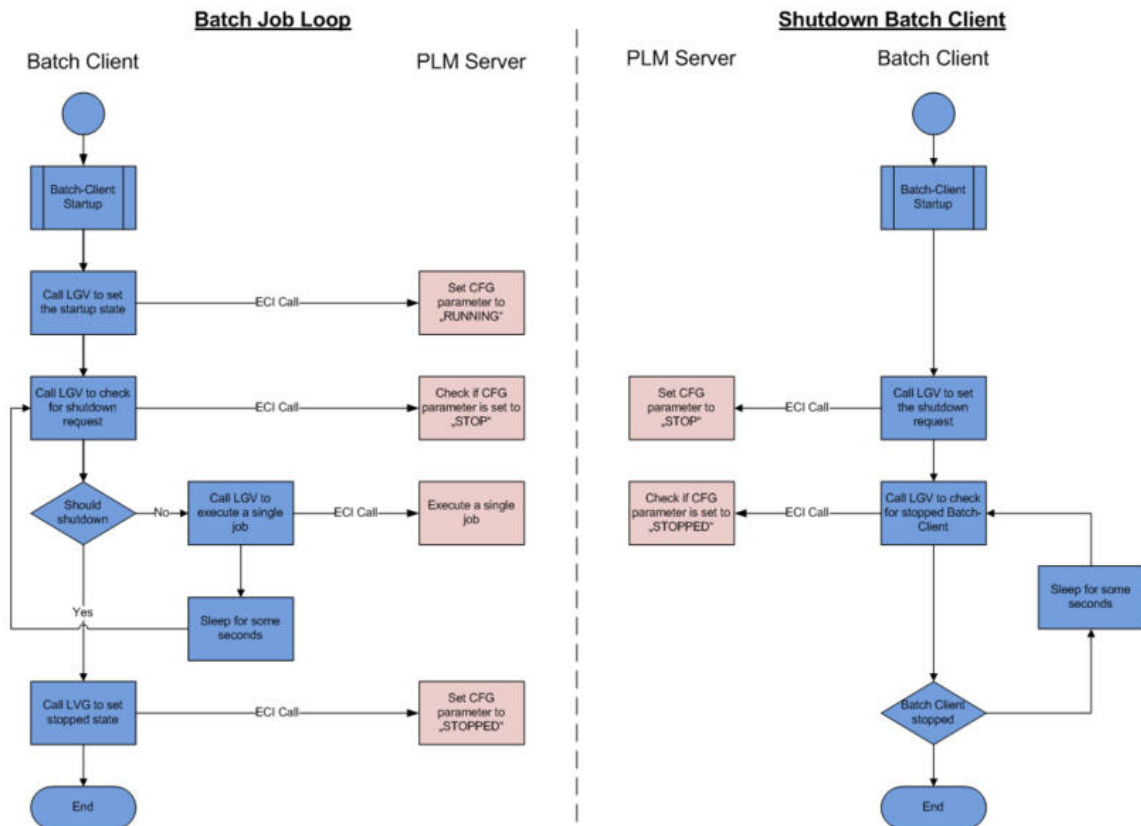 Batch Job Loop
Batch Client
PLM Server
Batch-Client
Startup
Call LGV to set
the startup state
ECI Call
Set CFG
parameter to
„RUNNING“
Call LGV to check
for shutdown
request
ECI Call
Check if CFG
parameter is set to
„STOP“
Should
shutdown
No
Call LGV to
execute a single
job
ECI Call
Execute a single
job
Yes
Sleep for some
seconds
Call LVG to set
stopped state
ECI Call
Set CFG
parameter to
„STOPPED“
End
Shutdown Batch Client
PLM Server
Batch Client
Batch-Client
Startup
Set CFG
parameter to
„STOP“
ECI Call
Call LGV to set
the shutdown
request
Check if CFG
parameter is set to
„STOPPED“
ECI Call
Call LGV to check
for stopped Batch-
Client
Sleep for some
seconds
Batch Client
stopped
End